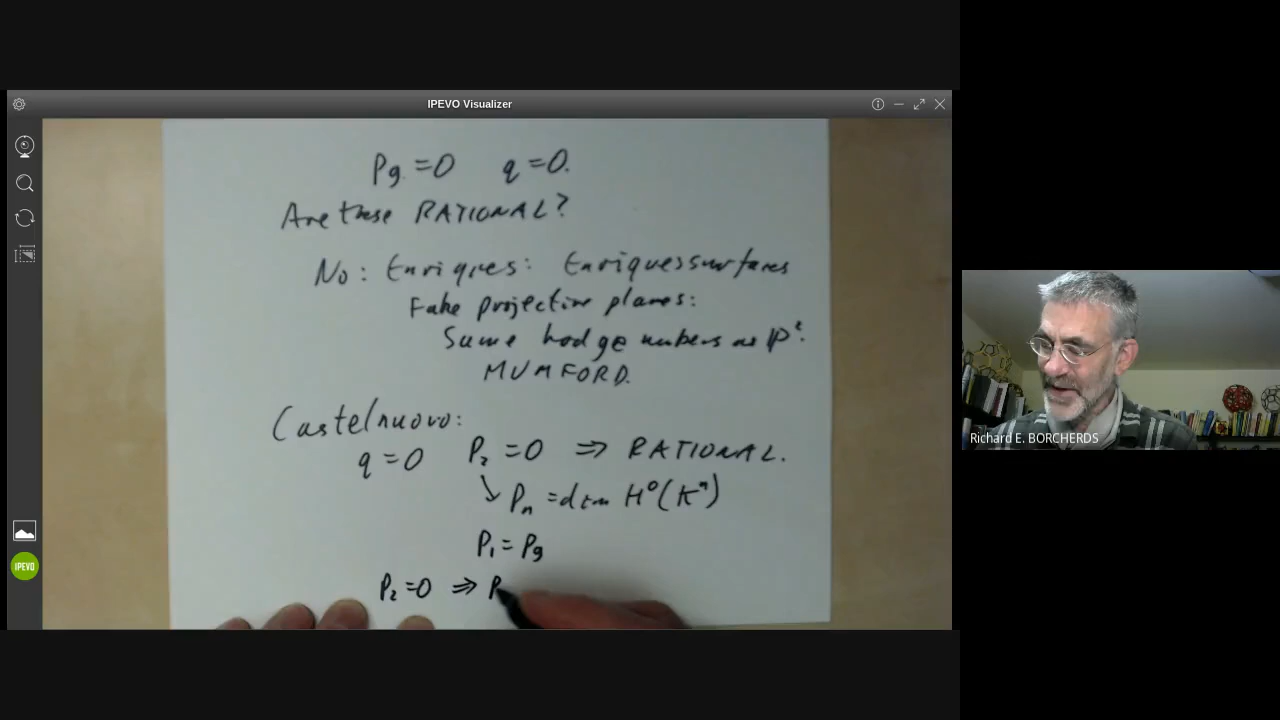 IPEVO Visualizer
Pg = 0 q = 0.
Are these RATIONAL?
No: Enriques: Enriques surfaces
Fake projective planes:
Same hodge numbers as P².
MUMFORD.
Castelnuovo:
q = 0 P₂ = 0 ⇒ RATIONAL.
↘ Pₙ = dim H⁰(Kⁿ)
P₁ = Pg
P₂ = 0 ⇒ P
IPEVO
Richard E. BORCHERDS